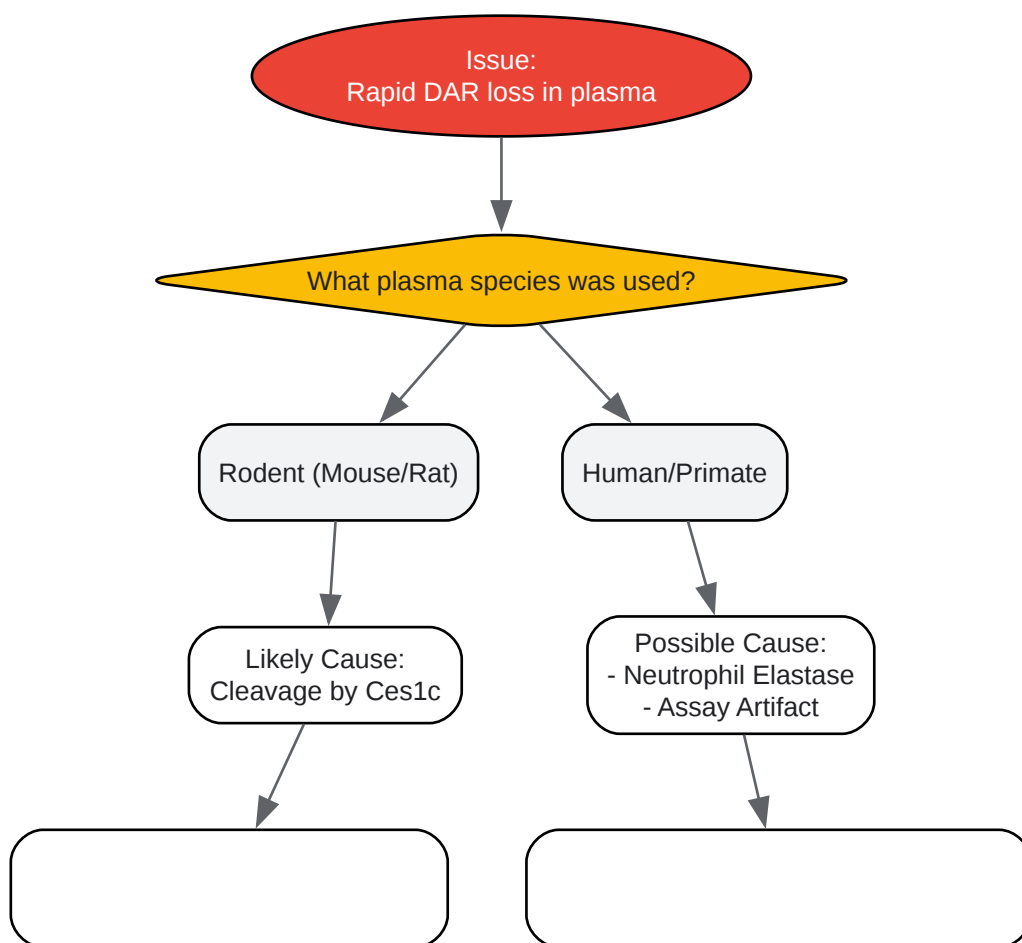 Issue:
Rapid DAR loss in plasma
What plasma species was used?
Rodent (Mouse/Rat)
Human/Primate
Likely Cause:
Cleavage by Ces1c
Possible Cause:
- Neutrophil Elastase
- Assay Artifact